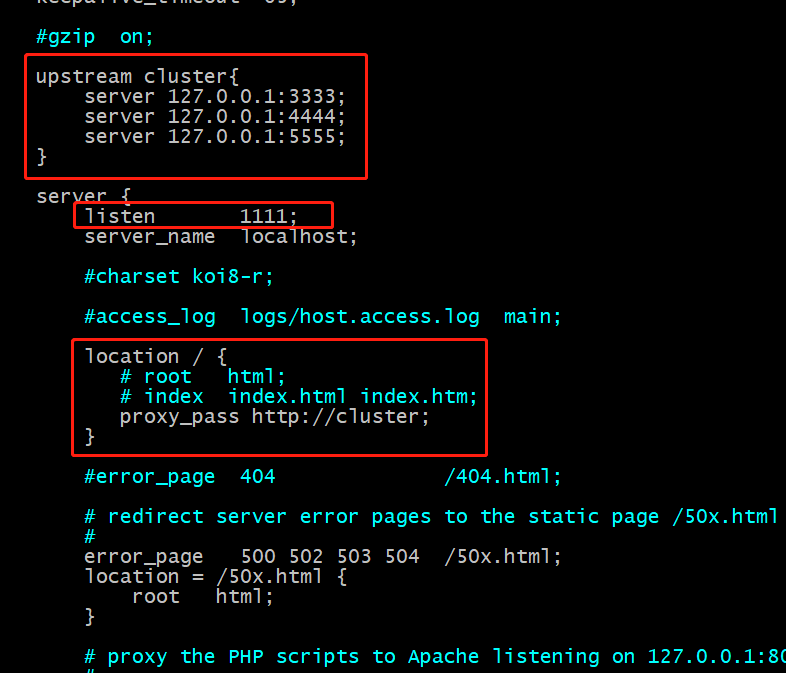 keepalive_timeout  65;
#gzip  on;
upstream cluster{
server 127.0.0.1:3333;
server 127.0.0.1:4444;
server 127.0.0.1:5555;
}
server {
listen       1111;
server_name  localhost;
#charset koi8-r;
#access_log  logs/host.access.log  main;
location / {
# root   html;
# index  index.html index.htm;
proxy_pass http://cluster;
}
#error_page  404              /404.html;
# redirect server error pages to the static page /50x.html
#
error_page   500 502 503 504  /50x.html;
location = /50x.html {
root   html;
}
# proxy the PHP scripts to Apache listening on 127.0.0.1:80
#